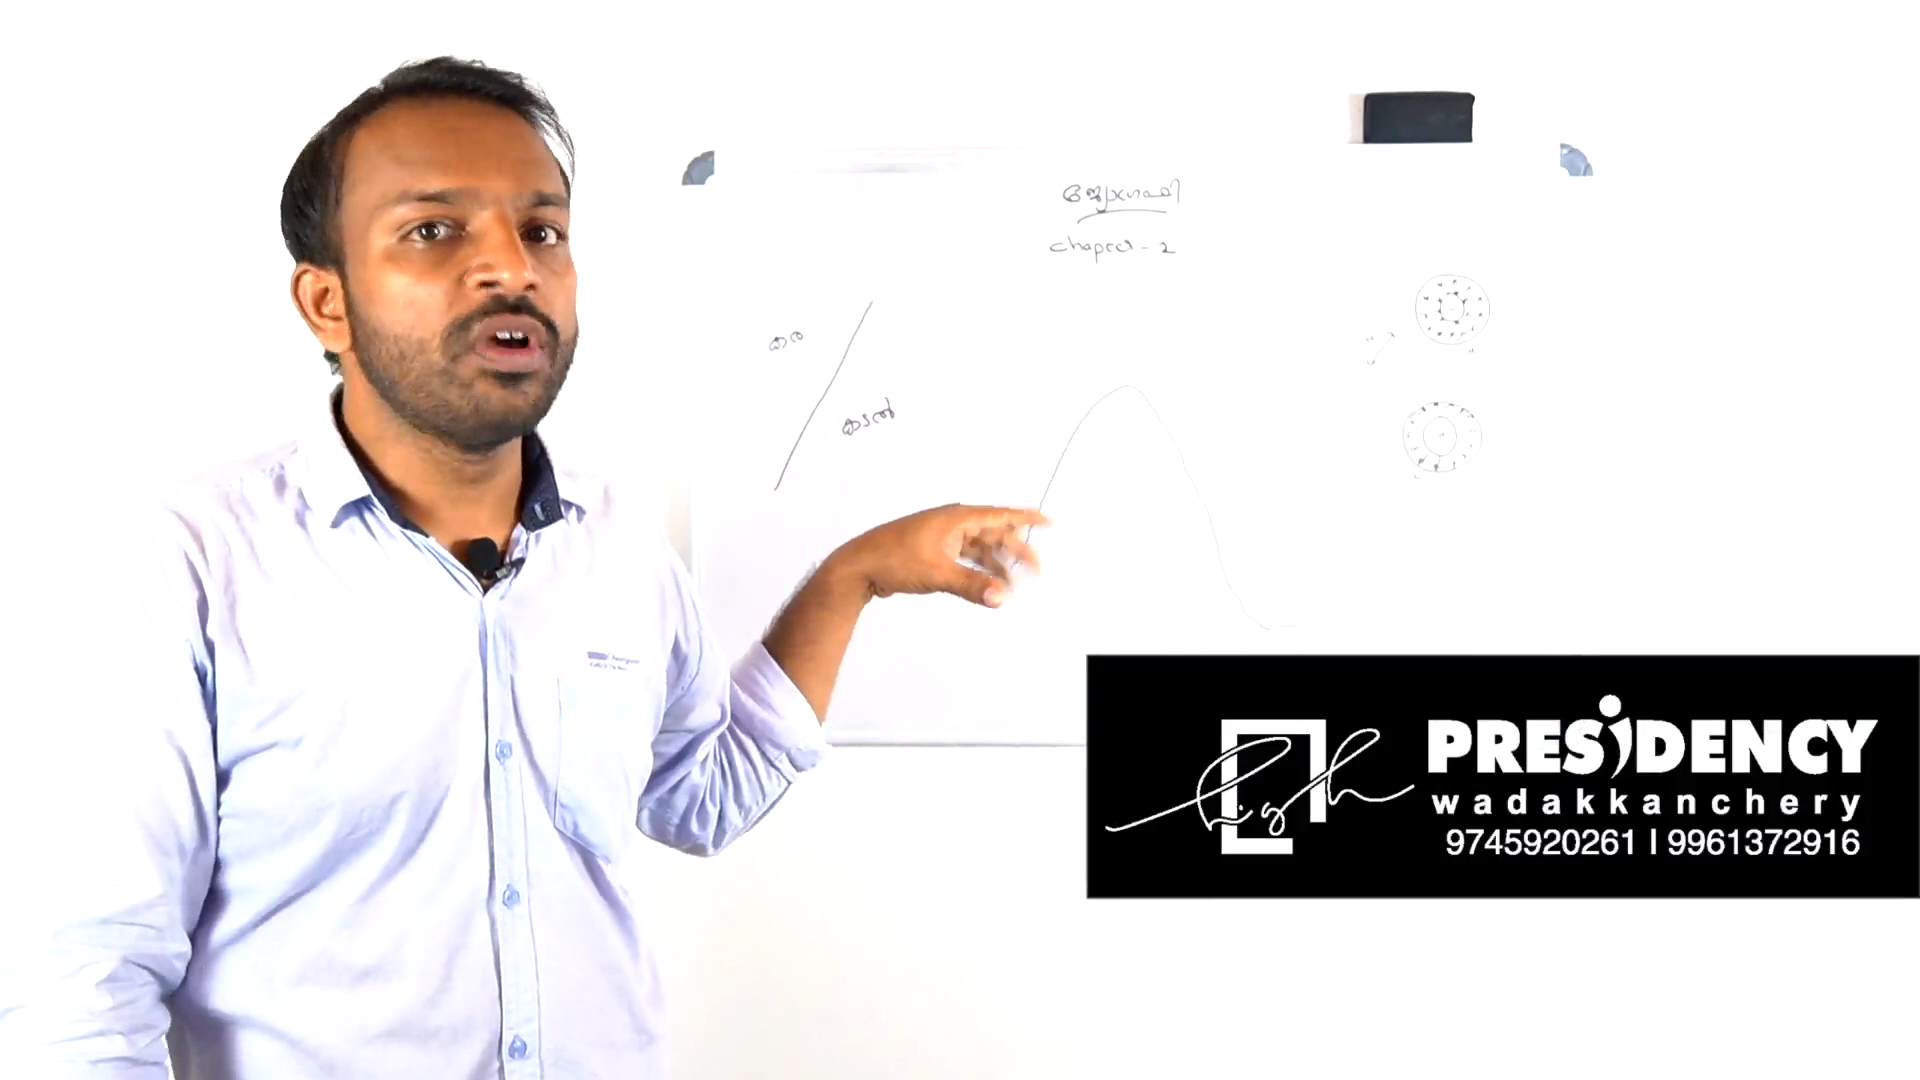 ജ്യോഗ്രഫി
Chapter - 2
കര
കടൽ
PRESiDENCY
wadakkanchery
9745920261 | 9961372916